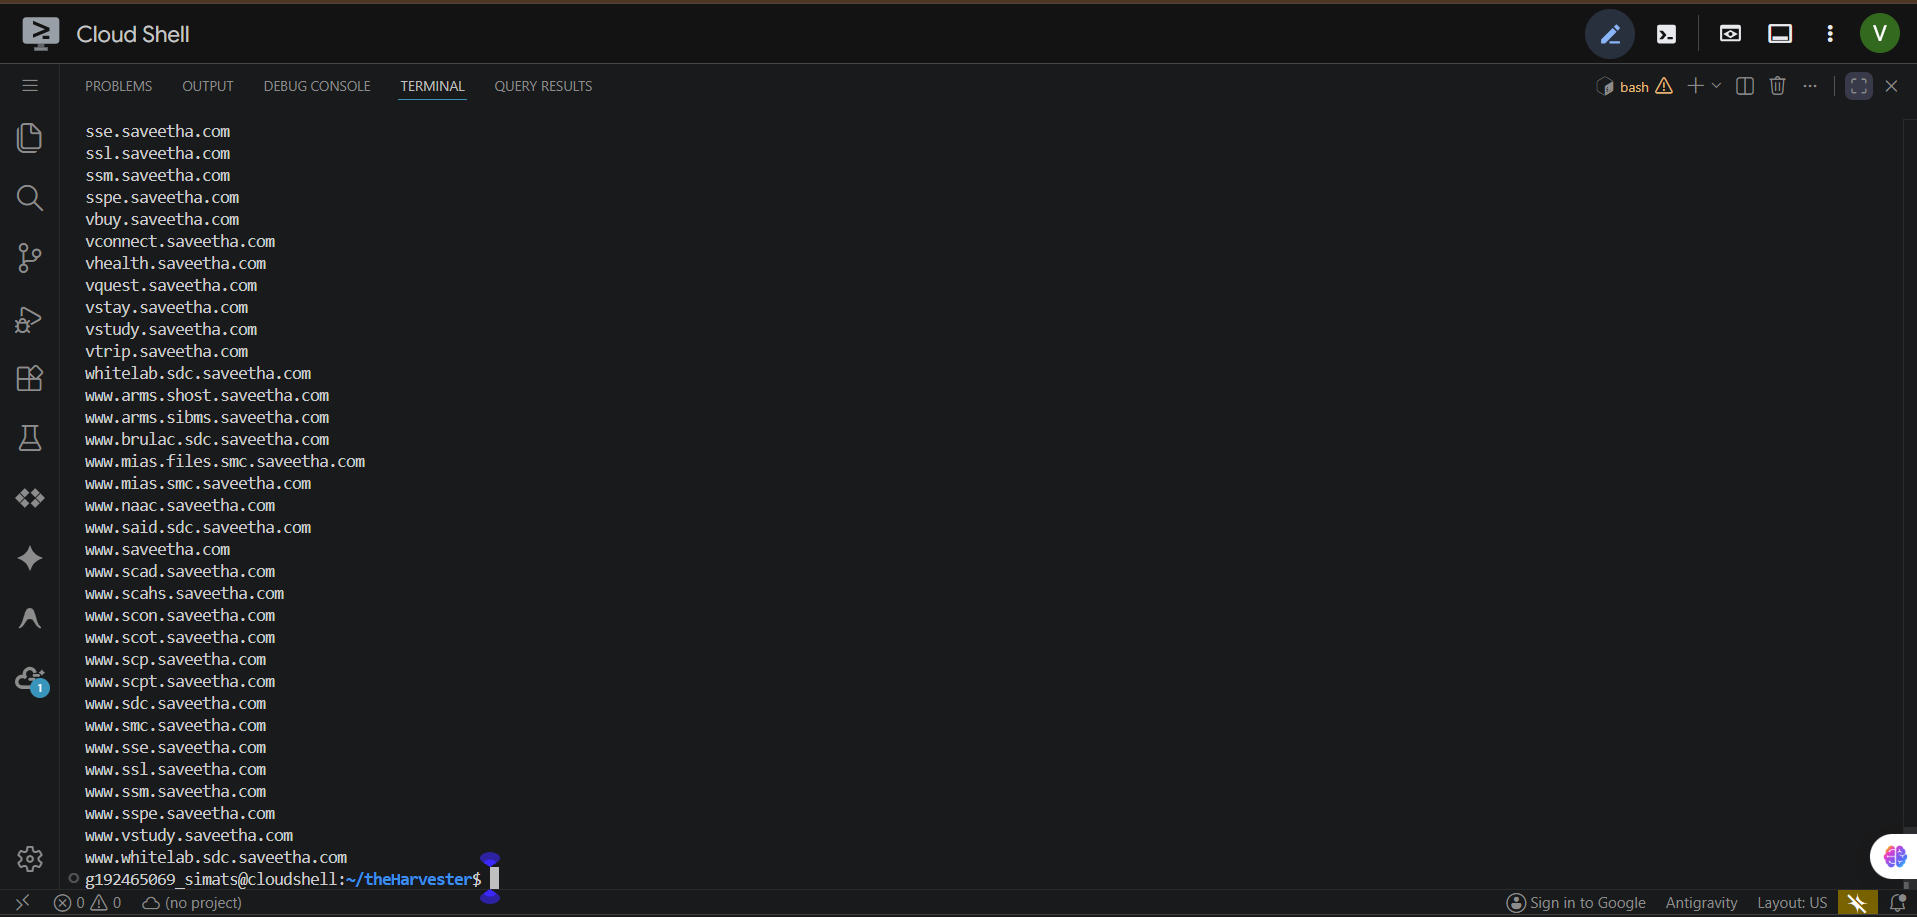 Cloud Shell
V
PROBLEMS OUTPUT DEBUG CONSOLE TERMINAL QUERY RESULTS
bash
sse.saveetha.com
ssl.saveetha.com
ssm.saveetha.com
sspe.saveetha.com
vbuy.saveetha.com
vconnect.saveetha.com
vhealth.saveetha.com
vquest.saveetha.com
vstay.saveetha.com
vstudy.saveetha.com
vtrip.saveetha.com
whitelab.sdc.saveetha.com
www.arms.shost.saveetha.com
www.arms.sibms.saveetha.com
www.brulac.sdc.saveetha.com
www.mias.files.smc.saveetha.com
www.mias.smc.saveetha.com
www.naac.saveetha.com
www.said.sdc.saveetha.com
www.saveetha.com
www.scad.saveetha.com
www.scahs.saveetha.com
www.scon.saveetha.com
www.scot.saveetha.com
www.scp.saveetha.com
www.scpt.saveetha.com
www.sdc.saveetha.com
www.smc.saveetha.com
www.sse.saveetha.com
www.ssl.saveetha.com
www.ssm.saveetha.com
www.sspe.saveetha.com
www.vstudy.saveetha.com
www.whitelab.sdc.saveetha.com
g192465069_simats@cloudshell:~/theHarvester$
1
0 0 (no project) Sign in to Google Antigravity Layout: US